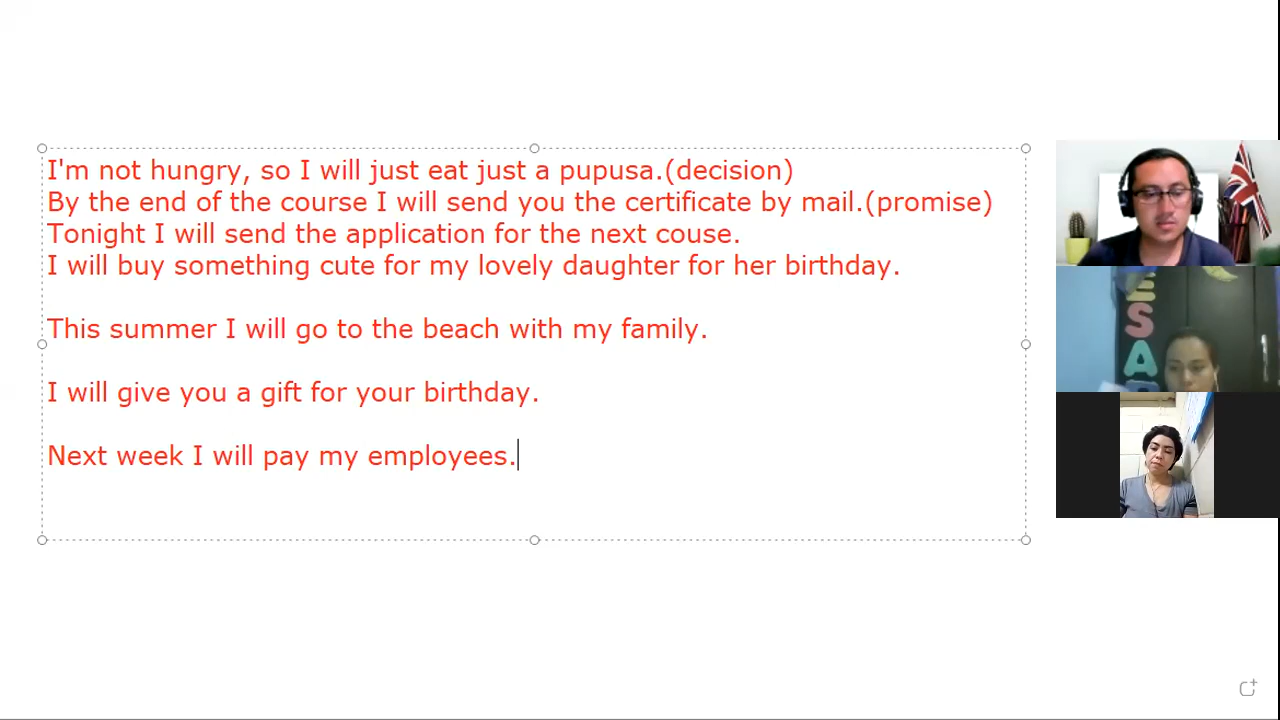 I'm not hungry, so I will just eat just a pupusa.(decision)
By the end of the course I will send you the certificate by mail.(promise)
Tonight I will send the application for the next couse.
I will buy something cute for my lovely daughter for her birthday.
This summer I will go to the beach with my family.
I will give you a gift for your birthday.
Next week I will pay my employees.
ESA